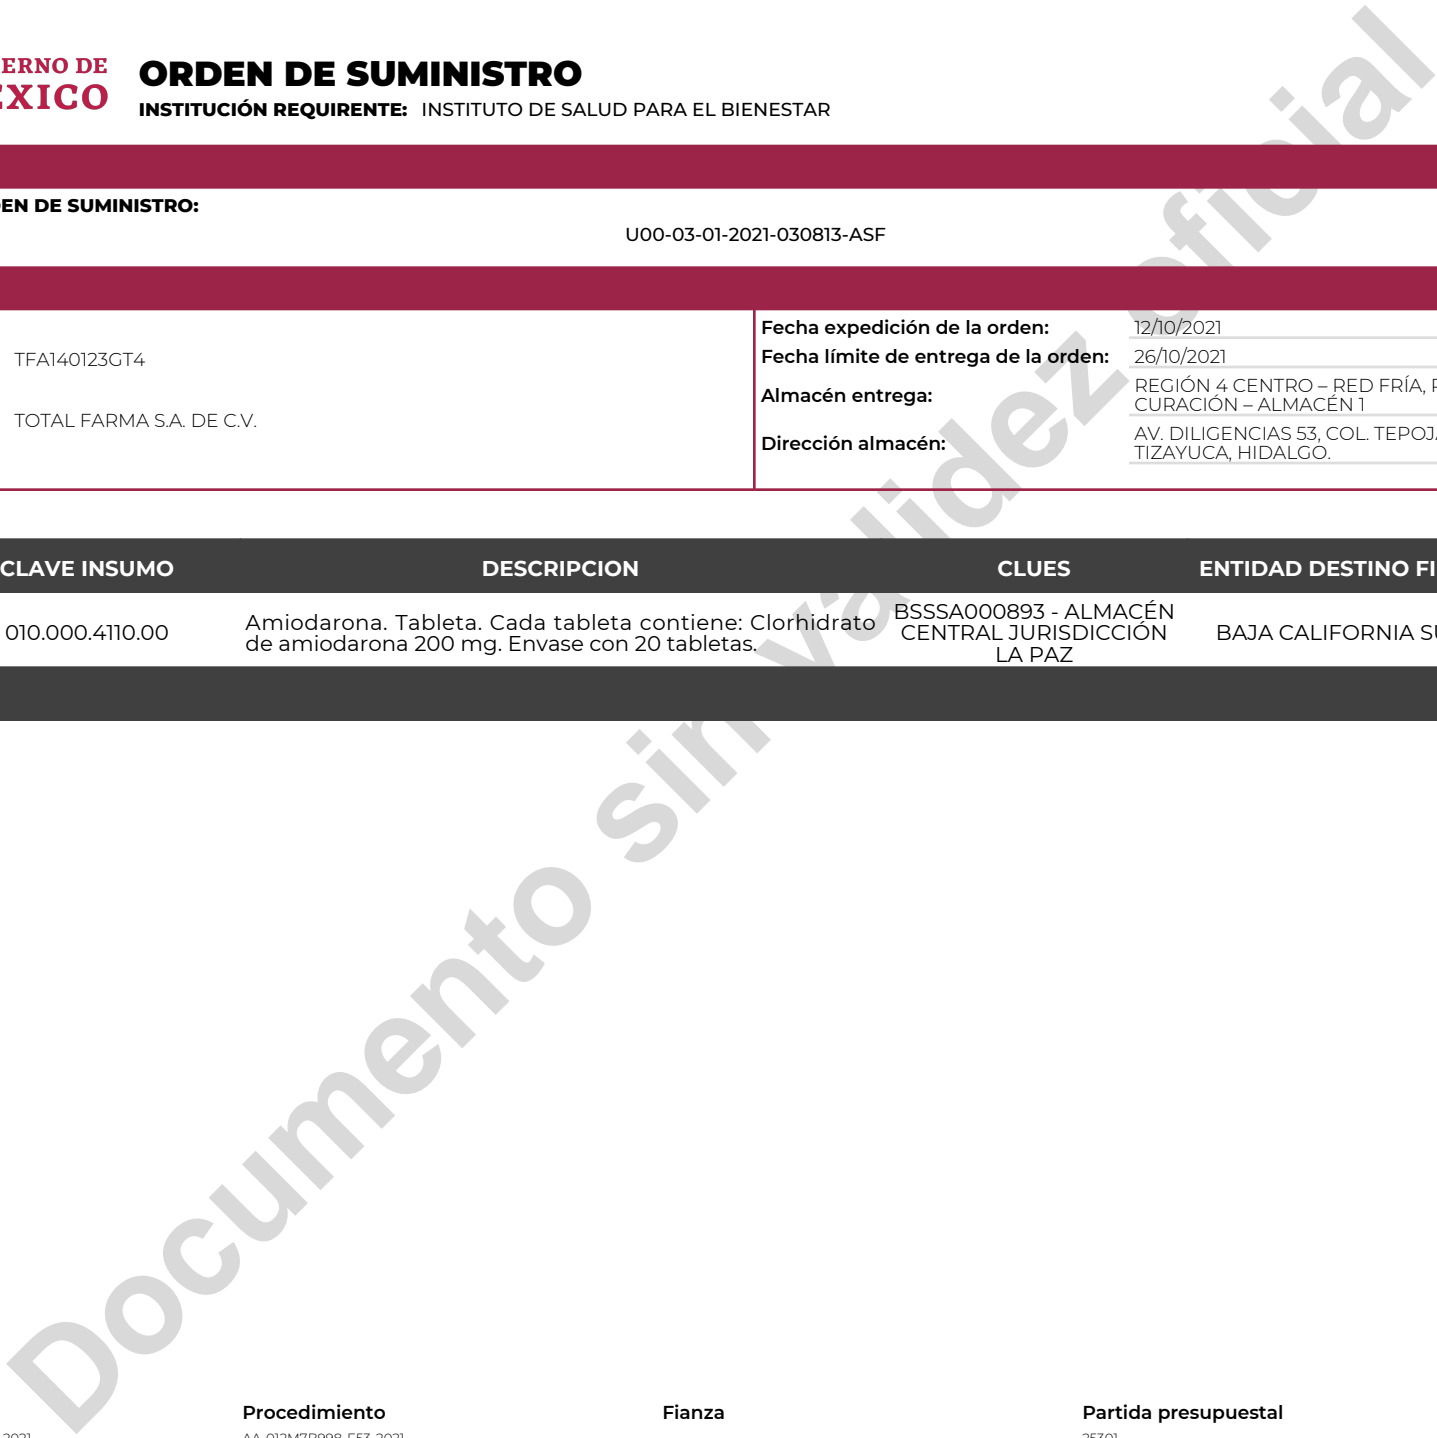 ERNO DE
EXICO
ORDEN DE SUMINISTRO
INSTITUCIÓN REQUIRENTE: INSTITUTO DE SALUD PARA EL BIENESTAR
EN DE SUMINISTRO:
U00-03-01-2021-030813-ASF
TFA140123GT4
TOTAL FARMA S.A. DE C.V.
Fecha expedición de la orden: 12/10/2021
Fecha límite de entrega de la orden: 26/10/2021
Almacén entrega: REGIÓN 4 CENTRO – RED FRÍA,
CURACIÓN – ALMACÉN 1
Dirección almacén: AV. DILIGENCIAS 53, COL. TEPOJA
TIZAYUCA, HIDALGO.
CLAVE INSUMO DESCRIPCION CLUES ENTIDAD DESTINO FI
010.000.4110.00
Amiodarona. Tableta. Cada tableta contiene: Clorhidrato
de amiodarona 200 mg. Envase con 20 tabletas.
BSSSA000893 - ALMACÉN
CENTRAL JURISDICCIÓN
LA PAZ
BAJA CALIFORNIA SU
Documento sin validez oficial
Procedimiento Fianza Partida presupuestal